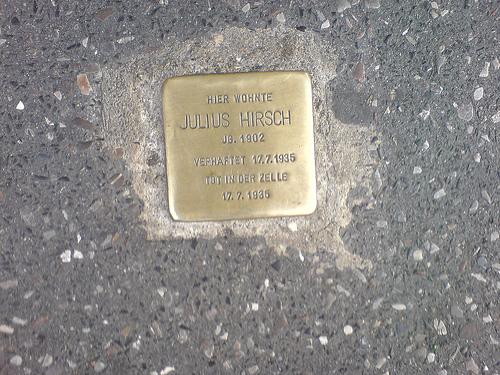 HIER WOHNTE
JULIUS HIRSCH
JG. 1902
VERHAFTET 17.7.1935
TOT IN DER ZELLE
17.7.1935